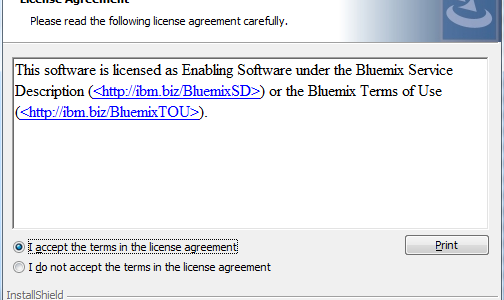 License Agreement
Please read the following license agreement carefully.
This software is licensed as Enabling Software under the Bluemix Service
Description (<http://ibm.biz/BluemixSD>) or the Bluemix Terms of Use
(<http://ibm.biz/BluemixTOU>).
I accept the terms in the license agreement
Print
I do not accept the terms in the license agreement
InstallShield